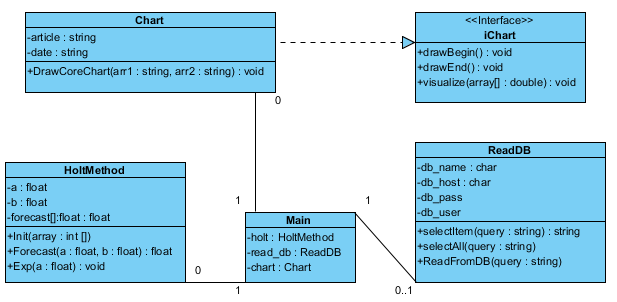 Chart
-article : string
-date : string
+DrawCoreChart(arr1 : string, arr2 : string) : void
<<Interface>>
iChart
+drawBegin() : void
+drawEnd() : void
+visualize(array[] : double) : void
0
HoltMethod
-a : float
-b : float
-forecast[]:float : float
+Init(array : int [])
+Forecast(a : float, b : float) : float
+Exp(a : float) : void
ReadDB
-db_name : char
-db_host : char
-db_pass
-db_user
+selectItem(query : string) : string
+selectAll(query : string)
+ReadFromDB(query : string)
1
1
Main
-holt : HoltMethod
-read_db : ReadDB
-chart : Chart
0
1
0..1